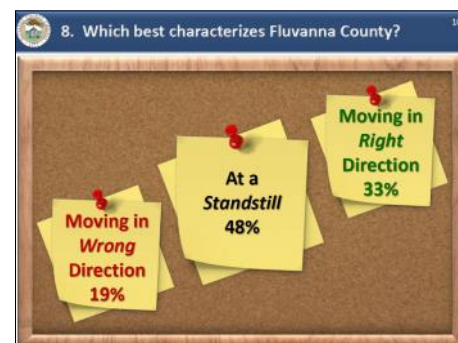 8. Which best characterizes Fluvanna County?
Moving in
Wrong
Direction
19%
At a
Standstill
48%
Moving in
Right
Direction
33%